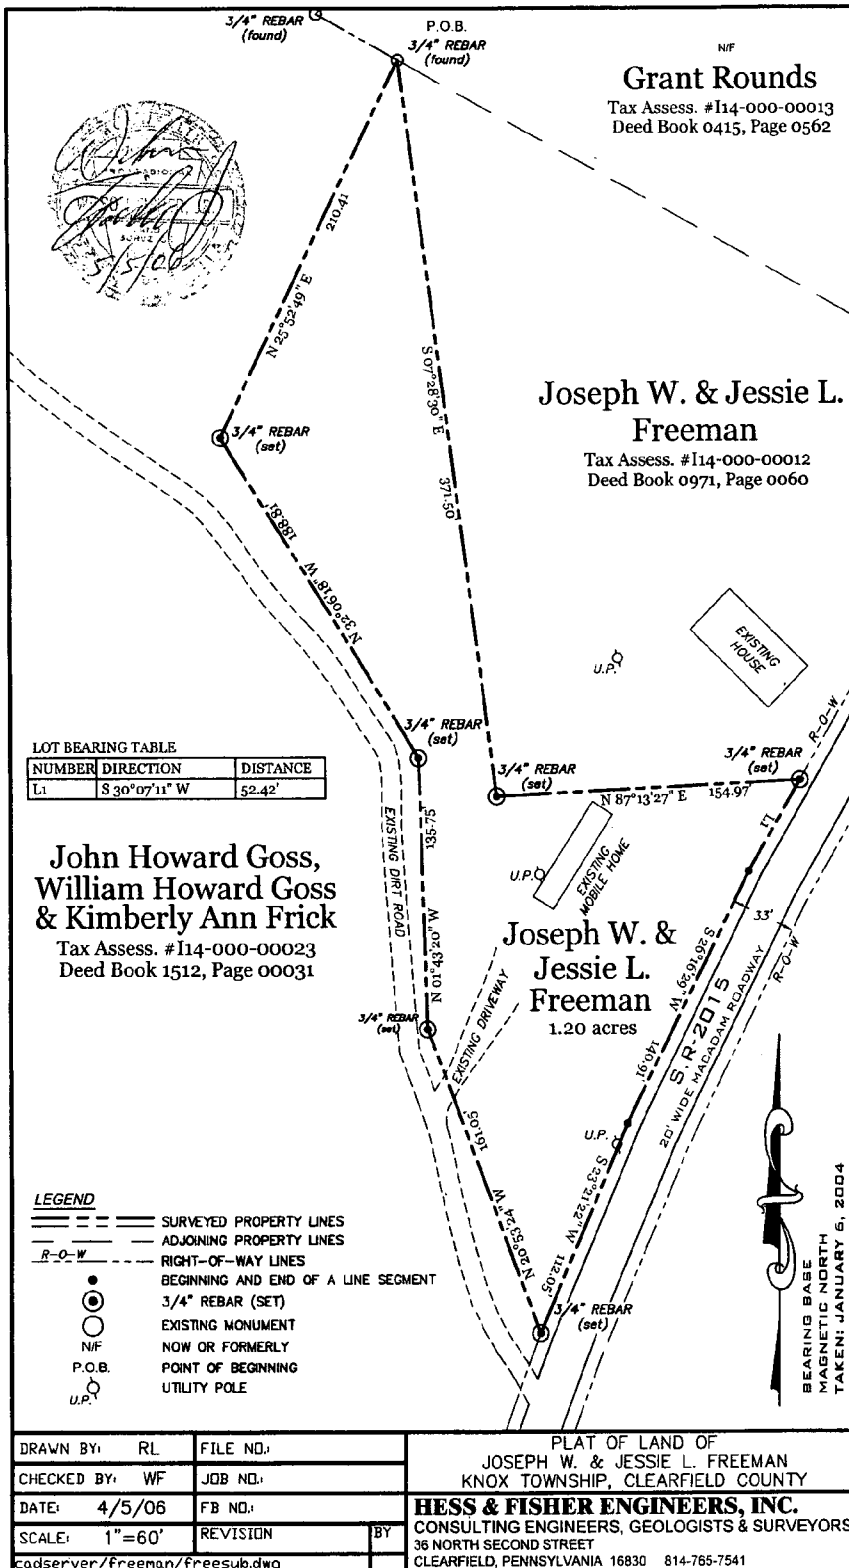 3/4" REBAR
(found)
P.O.B.
3/4" REBAR
(found)
N/F
Grant Rounds
Tax Assess. #I14-000-00013
Deed Book 0415, Page 0562
5/5/06
210.41
N 25°52'49" E
S 07°28'30" E
371.50
Joseph W. & Jessie L.
Freeman
Tax Assess. #I14-000-00012
Deed Book 0971, Page 0060
3/4" REBAR
(set)
188.81'
N 32°06'18" W
EXISTING
HOUSE
U.P.
R-O-W
3/4" REBAR
(set)
3/4" REBAR
(set)
3/4" REBAR
(set)
N 87°13'27" E 154.97'
LOT BEARING TABLE
NUMBER DIRECTION DISTANCE
L1 S 30°07'11" W 52.42'
L1
135.75'
N 01°43'20" W
EXISTING DIRT ROAD
EXISTING
MOBILE HOME
U.P.
John Howard Goss,
William Howard Goss
& Kimberly Ann Frick
Tax Assess. #I14-000-00023
Deed Book 1512, Page 00031
Joseph W. &
Jessie L.
Freeman
1.20 acres
33'
R-O-W
S 26°16'29" W
140.91'
S.R-2015
20' WIDE MACADAM ROADWAY
3/4" REBAR
(set)
EXISTING DRIVEWAY
161.05'
N 20°53'24" W
U.P.
S 23°21'22" W
112.05'
3/4" REBAR
(set)
BEARING BASE
MAGNETIC NORTH
TAKEN: JANUARY 6, 2004
LEGEND
SURVEYED PROPERTY LINES
ADJOINING PROPERTY LINES
R-O-W RIGHT-OF-WAY LINES
BEGINNING AND END OF A LINE SEGMENT
3/4" REBAR (SET)
EXISTING MONUMENT
N/F NOW OR FORMERLY
P.O.B. POINT OF BEGINNING
U.P. UTILITY POLE
DRAWN BY: RL FILE NO.:
CHECKED BY: WF JOB NO.:
DATE: 4/5/06 FB NO.:
SCALE: 1"=60' REVISION BY
cadserver/freeman/freesub.dwg
PLAT OF LAND OF
JOSEPH W. & JESSIE L. FREEMAN
KNOX TOWNSHIP, CLEARFIELD COUNTY
HESS & FISHER ENGINEERS, INC.
CONSULTING ENGINEERS, GEOLOGISTS & SURVEYORS
36 NORTH SECOND STREET
CLEARFIELD, PENNSYLVANIA 16830 814-765-7541